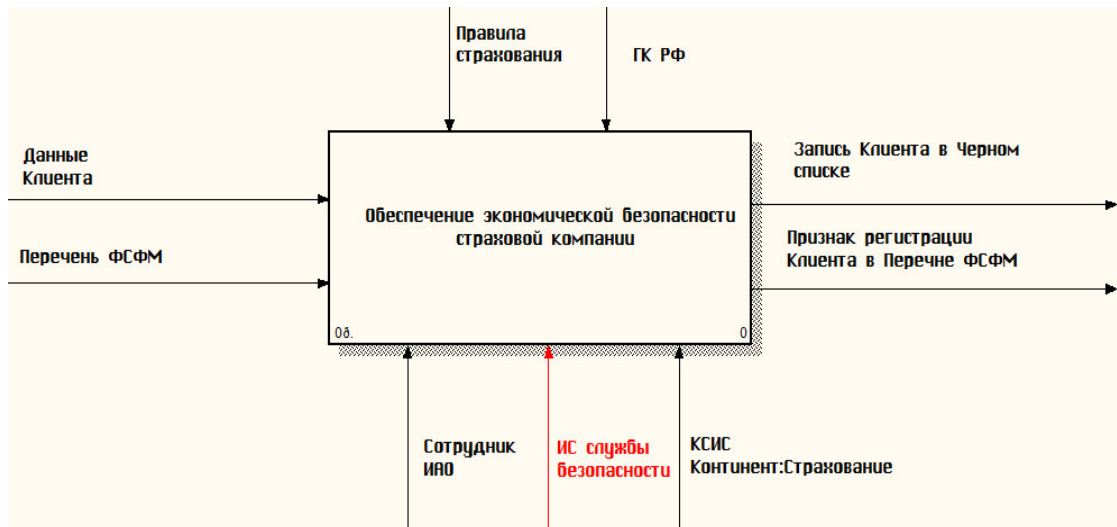 Правила
страхования
ГК РФ
Данные
Клиента
Запись Клиента в Черном
списке
Обеспечение экономической безопасности
страховой компании
Перечень ФСФМ
Признак регистрации
Клиента в Перечне ФСФМ
0д.
0
Сотрудник
ИАО
ИС службы
безопасности
КСИС
Континент:Страхование